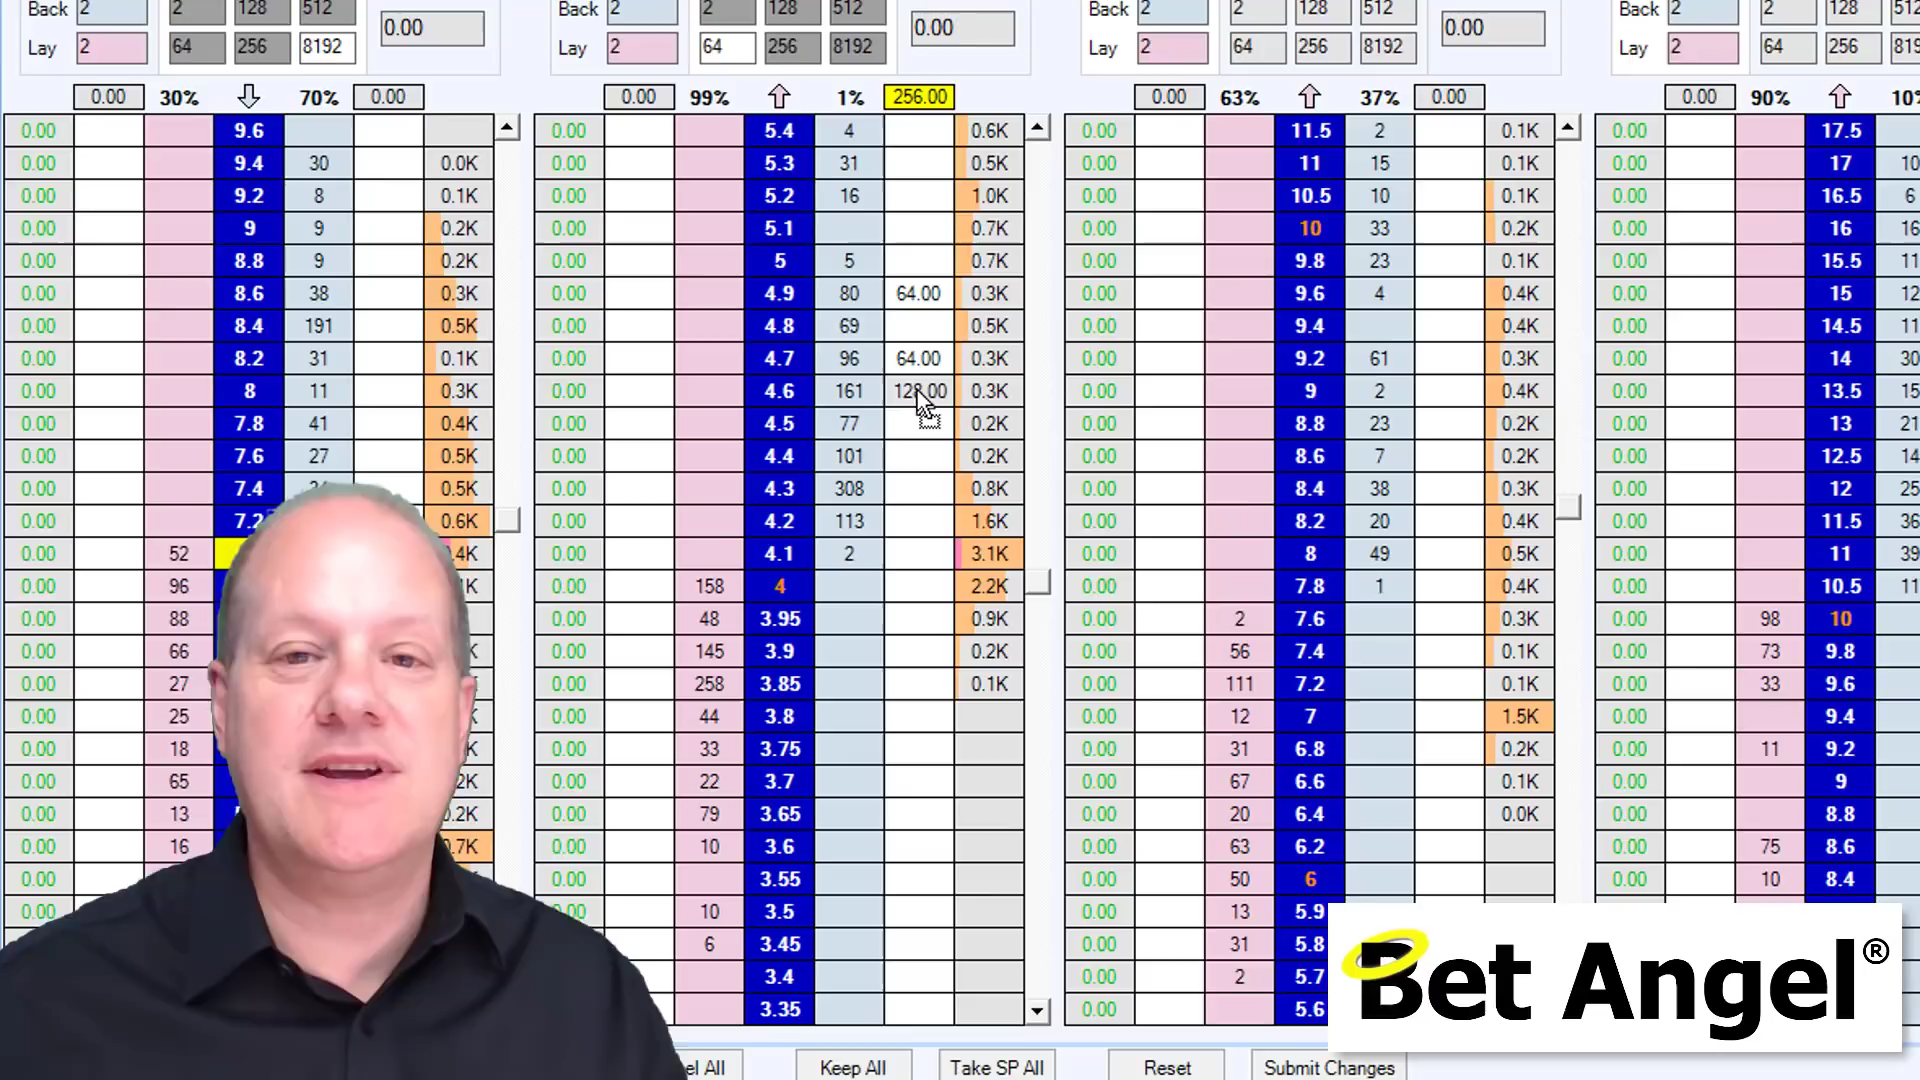 Back 2 2 128 512 0.00 Back 2 2 128 512 0.00 Back 2 2 128 512 0.00 Back 2 2 128 512
Lay 2 64 256 8192 Lay 2 64 256 8192 Lay 2 64 256 8192 Lay 2 64 256
0.00 30% 70% 0.00 0.00 99% 1% 256.00 0.00 63% 37% 0.00 0.00 90% 10%
0.00 9.6 0.00 5.4 4 0.6K 0.00 11.5 2 0.1K 0.00 17.5
0.00 9.4 30 0.0K 0.00 5.3 31 0.5K 0.00 11 15 0.1K 0.00 17 10
0.00 9.2 8 0.1K 0.00 5.2 16 1.0K 0.00 10.5 10 0.1K 0.00 16.5 6
0.00 9 9 0.2K 0.00 5.1 0.7K 0.00 10 33 0.2K 0.00 16 16
0.00 8.8 9 0.2K 0.00 5 5 0.7K 0.00 9.8 23 0.1K 0.00 15.5 11
0.00 8.6 38 0.3K 0.00 4.9 80 64.00 0.3K 0.00 9.6 4 0.4K 0.00 15 12
0.00 8.4 191 0.5K 0.00 4.8 69 0.5K 0.00 9.4 0.4K 0.00 14.5 11
0.00 8.2 31 0.1K 0.00 4.7 96 64.00 0.3K 0.00 9.2 61 0.3K 0.00 14 30
0.00 8 11 0.3K 0.00 4.6 161 128.00 0.3K 0.00 9 2 0.4K 0.00 13.5 15
0.00 7.8 41 0.4K 0.00 4.5 77 0.2K 0.00 8.8 23 0.2K 0.00 13 21
0.00 7.6 27 0.5K 0.00 4.4 101 0.2K 0.00 8.6 7 0.2K 0.00 12.5 14
0.00 7.4 0.5K 0.00 4.3 308 0.8K 0.00 8.4 38 0.3K 0.00 12 25
0.00 7.2 0.6K 0.00 4.2 113 1.6K 0.00 8.2 20 0.4K 0.00 11.5 36
0.00 52 .4K 0.00 4.1 2 3.1K 0.00 8 49 0.5K 0.00 11 39
0.00 96 K 0.00 158 4 2.2K 0.00 7.8 1 0.4K 0.00 10.5 11
0.00 88 0.00 48 3.95 0.9K 0.00 2 7.6 0.3K 0.00 98 10
0.00 66 K 0.00 145 3.9 0.2K 0.00 56 7.4 0.1K 0.00 73 9.8
0.00 27 0.00 258 3.85 0.1K 0.00 111 7.2 0.1K 0.00 33 9.6
0.00 25 K 0.00 44 3.8 0.00 12 7 1.5K 0.00 9.4
0.00 18 K 0.00 33 3.75 0.00 31 6.8 0.2K 0.00 11 9.2
0.00 65 2K 0.00 22 3.7 0.00 67 6.6 0.1K 0.00 9
0.00 13 0.2K 0.00 79 3.65 0.00 20 6.4 0.0K 0.00 8.8
0.00 16 0.7K 0.00 10 3.6 0.00 63 6.2 0.00 75 8.6
0.00 0.00 3.55 0.00 50 6 0.00 10 8.4
0.00 0.00 10 3.5 0.00 13 5.9
6 3.45 0.00 31 5.8
3.4 0.00 2 5.7
3.35 0.00 5.6
Bet Angel®
el All Keep All Take SP All Reset Submit Changes